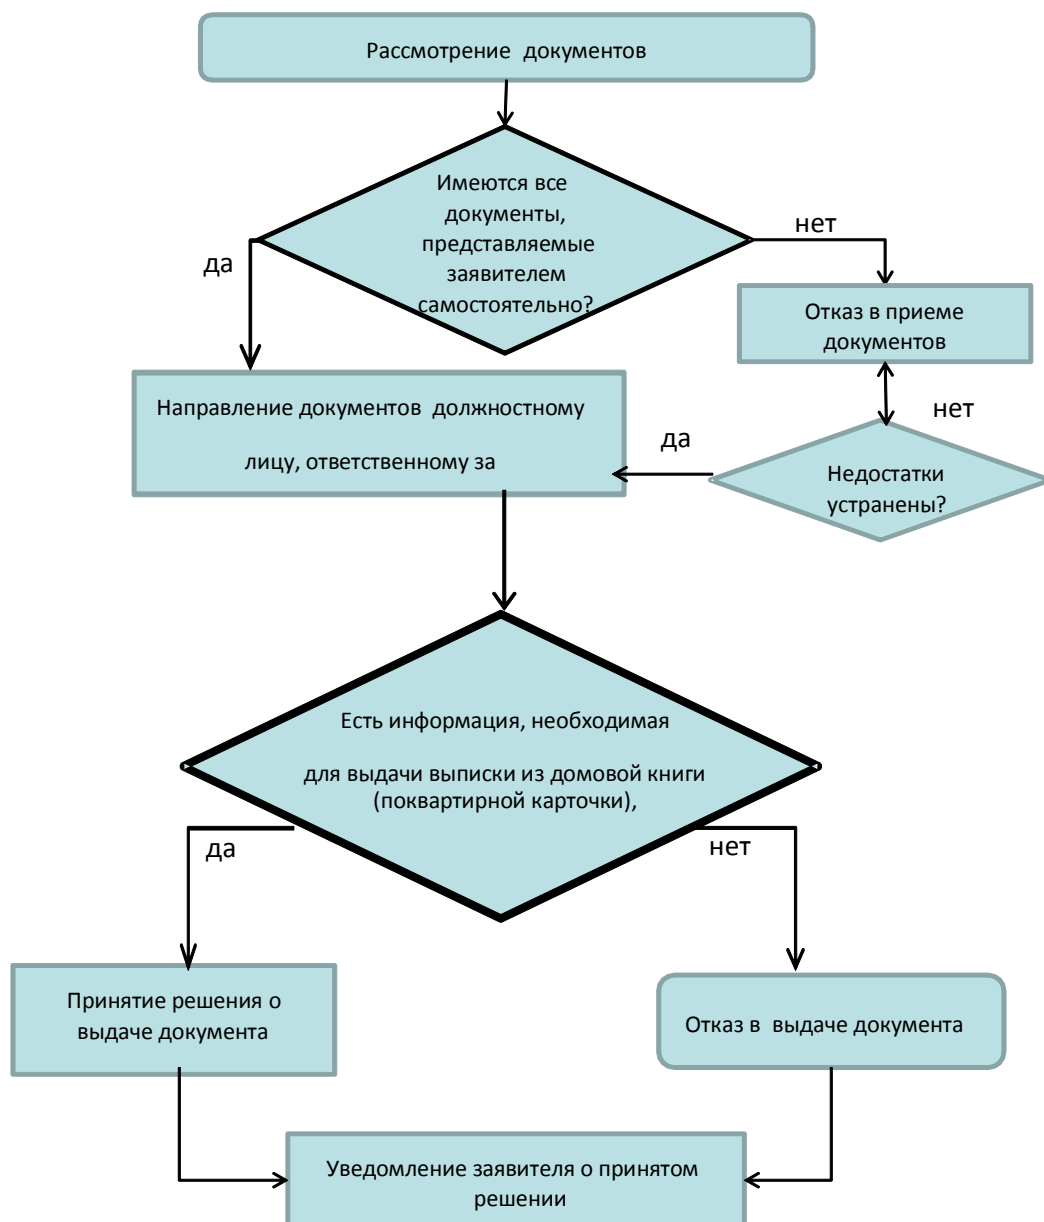 Рассмотрение документов
Имеются все
документы,
представляемые
заявителем
самостоятельно?
нет
да
Отказ в приеме
документов
Направление документов должностному
лицу, ответственному за
нет
да
Недостатки
устранены?
Есть информация, необходимая
для выдачи выписки из домовой книги
(поквартирной карточки),
да
нет
Принятие решения о
выдаче документа
Отказ в выдаче документа
Уведомление заявителя о принятом
решении